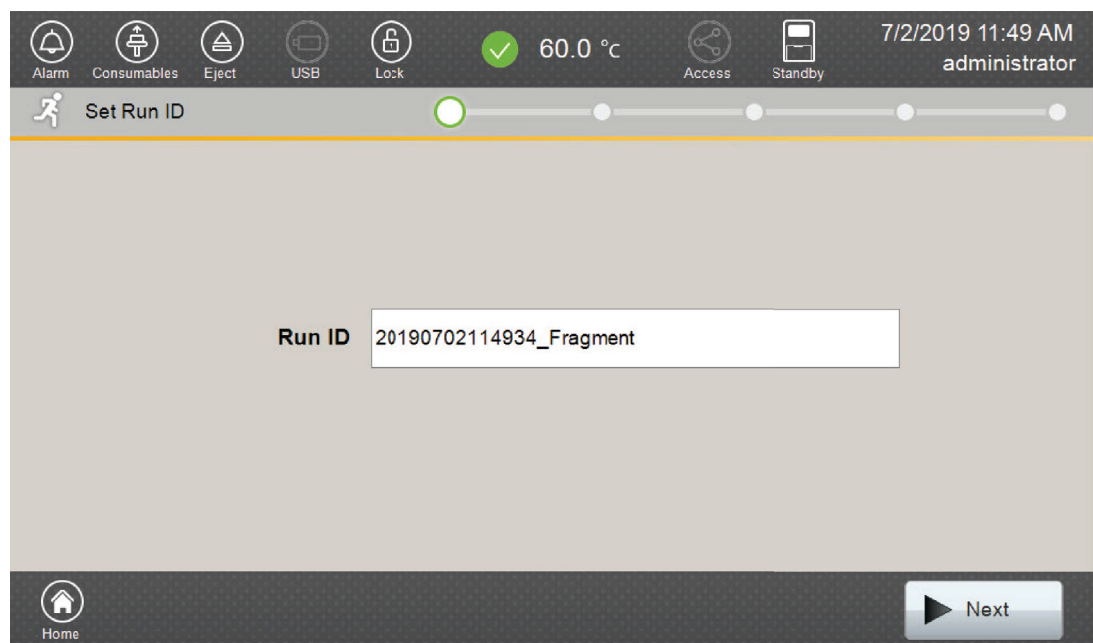 7/2/2019 11:49 AM
60.0 °c
administrator
Alarm Consumables Eject USB Lock Access Standby
Set Run ID
Run ID 20190702114934_Fragment
Next
Home